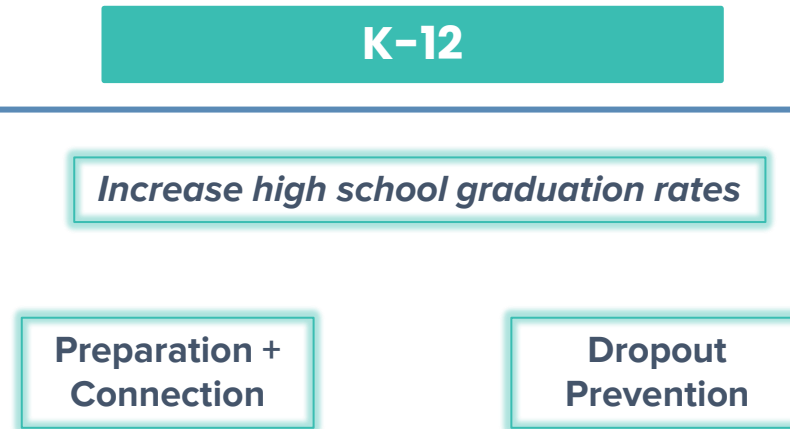 K-12
Increase high school graduation rates
Preparation +
Connection
Dropout
Prevention